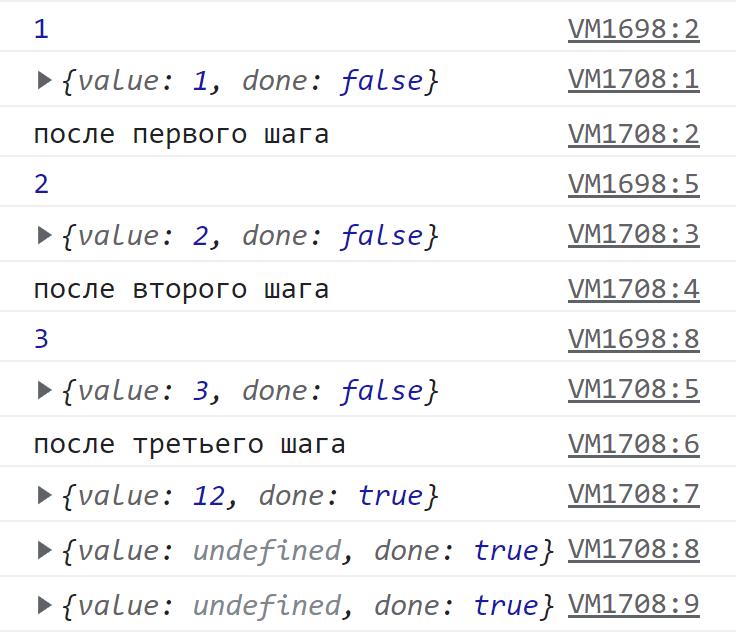 1 VM1698:2
▶ {value: 1, done: false} VM1708:1
после первого шага VM1708:2
2 VM1698:5
▶ {value: 2, done: false} VM1708:3
после второго шага VM1708:4
3 VM1698:8
▶ {value: 3, done: false} VM1708:5
после третьего шага VM1708:6
▶ {value: 12, done: true} VM1708:7
▶ {value: undefined, done: true} VM1708:8
▶ {value: undefined, done: true} VM1708:9